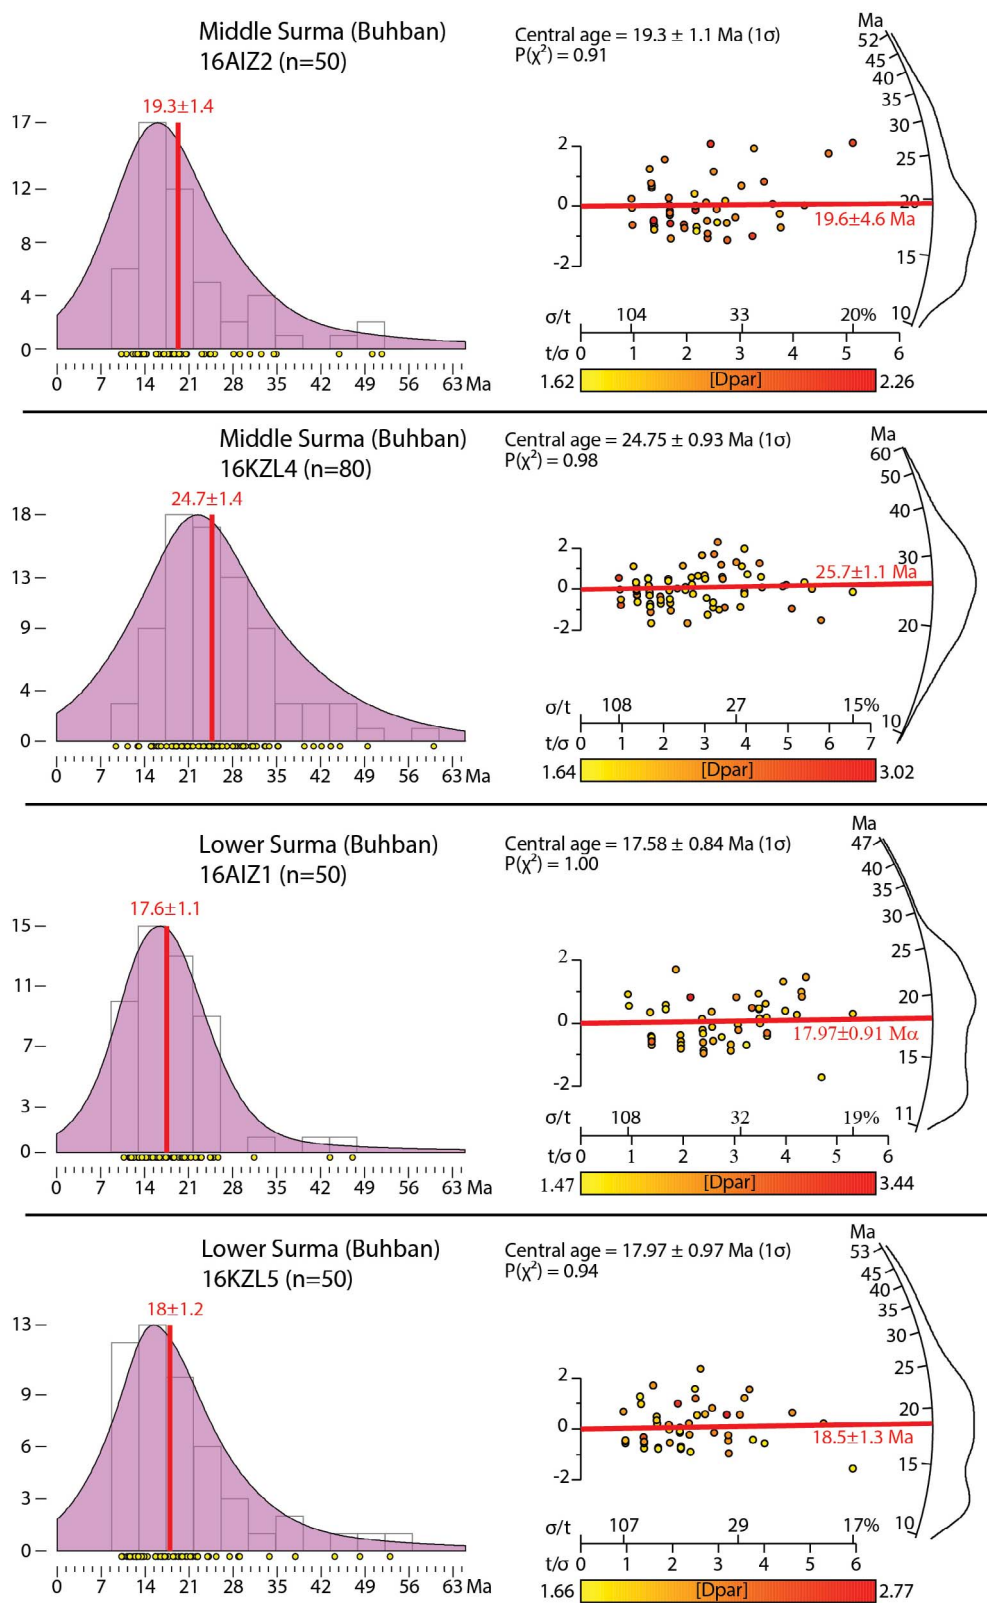 Middle Surma (Buhban)
16AIZ2 (n=50)
19.3±1.4
17
12
8
4
0
0 7 14 21 28 35 42 49 56 63 Ma
Central age = 19.3 ± 1.1 Ma (1σ)
P(χ²) = 0.91
2
0
-2
19.6±4.6 Ma
σ/t 104 33 20%
t/σ 0 1 2 3 4 5 6
1.62 [Dpar] 2.26
Ma
52
45
40
35
30
25
20
15
10
Middle Surma (Buhban)
16KZL4 (n=80)
24.7±1.4
18
13
9
4
0
0 7 14 21 28 35 42 49 56 63 Ma
Central age = 24.75 ± 0.93 Ma (1σ)
P(χ²) = 0.98
2
0
-2
25.7±1.1 Ma
σ/t 108 27 15%
t/σ 0 1 2 3 4 5 6 7
1.64 [Dpar] 3.02
Ma
60
50
40
30
20
10
Lower Surma (Buhban)
16AIZ1 (n=50)
17.6±1.1
15
11
7
3
0
0 7 14 21 28 35 42 49 56 63 Ma
Central age = 17.58 ± 0.84 Ma (1σ)
P(χ²) = 1.00
2
0
-2
17.97±0.91 Mα
σ/t 108 32 19%
t/σ 0 1 2 3 4 5 6
1.47 [Dpar] 3.44
Ma
47
40
35
30
25
20
15
11
Lower Surma (Buhban)
16KZL5 (n=50)
18±1.2
13
9
6
3
0
0 7 14 21 28 35 42 49 56 63 Ma
Central age = 17.97 ± 0.97 Ma (1σ)
P(χ²) = 0.94
2
0
-2
18.5±1.3 Ma
σ/t 107 29 17%
t/σ 0 1 2 3 4 5 6
1.66 [Dpar] 2.77
Ma
53
45
40
35
30
25
20
15
10